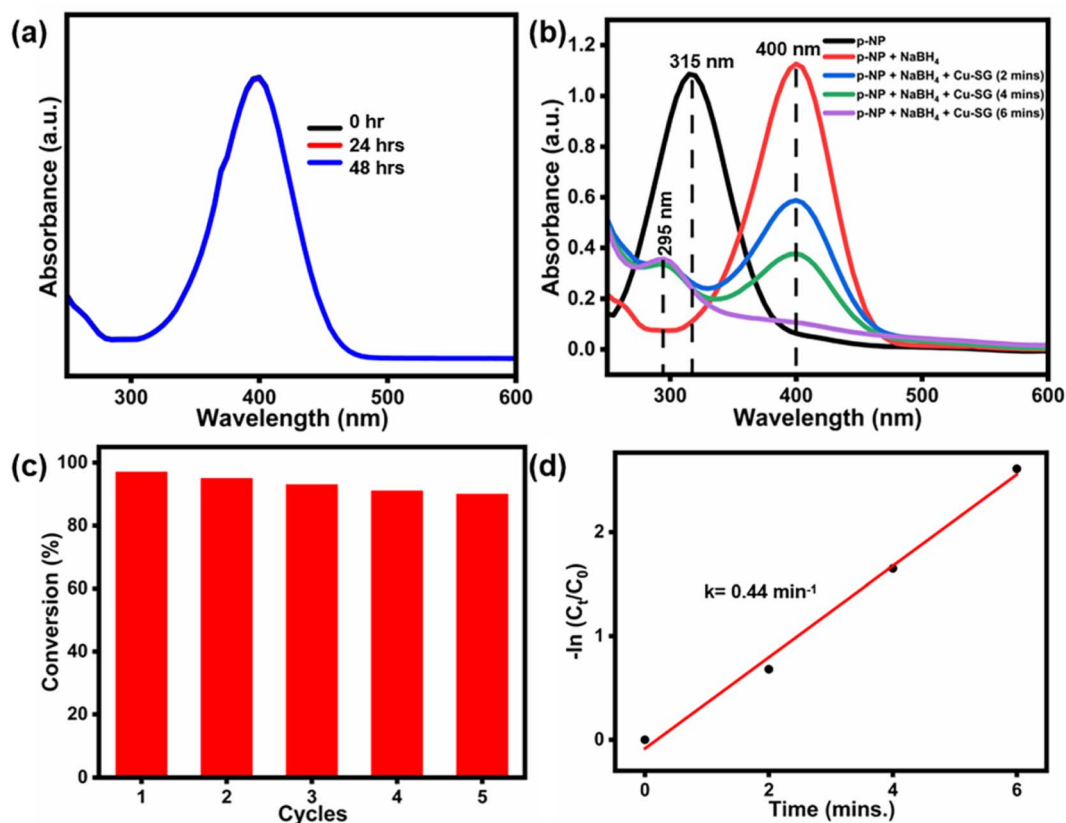 (a)
Absorbance (a.u.)
0 hr
24 hrs
48 hrs
300
400
500
600
Wavelength (nm)
(b)
Absorbance (a.u.)
1.2
1.0
0.8
0.6
0.4
0.2
0.0
295 nm
315 nm
400 nm
p-NP
p-NP + NaBH₄
p-NP + NaBH₄ + Cu-SG (2 mins)
p-NP + NaBH₄ + Cu-SG (4 mins)
p-NP + NaBH₄ + Cu-SG (6 mins)
300
400
500
600
Wavelength (nm)
(c)
Conversion (%)
100
80
60
40
20
0
1
2
3
4
5
Cycles
(d)
-ln (Cₜ/C₀)
2
1
0
k= 0.44 min⁻¹
0
2
4
6
Time (mins.)